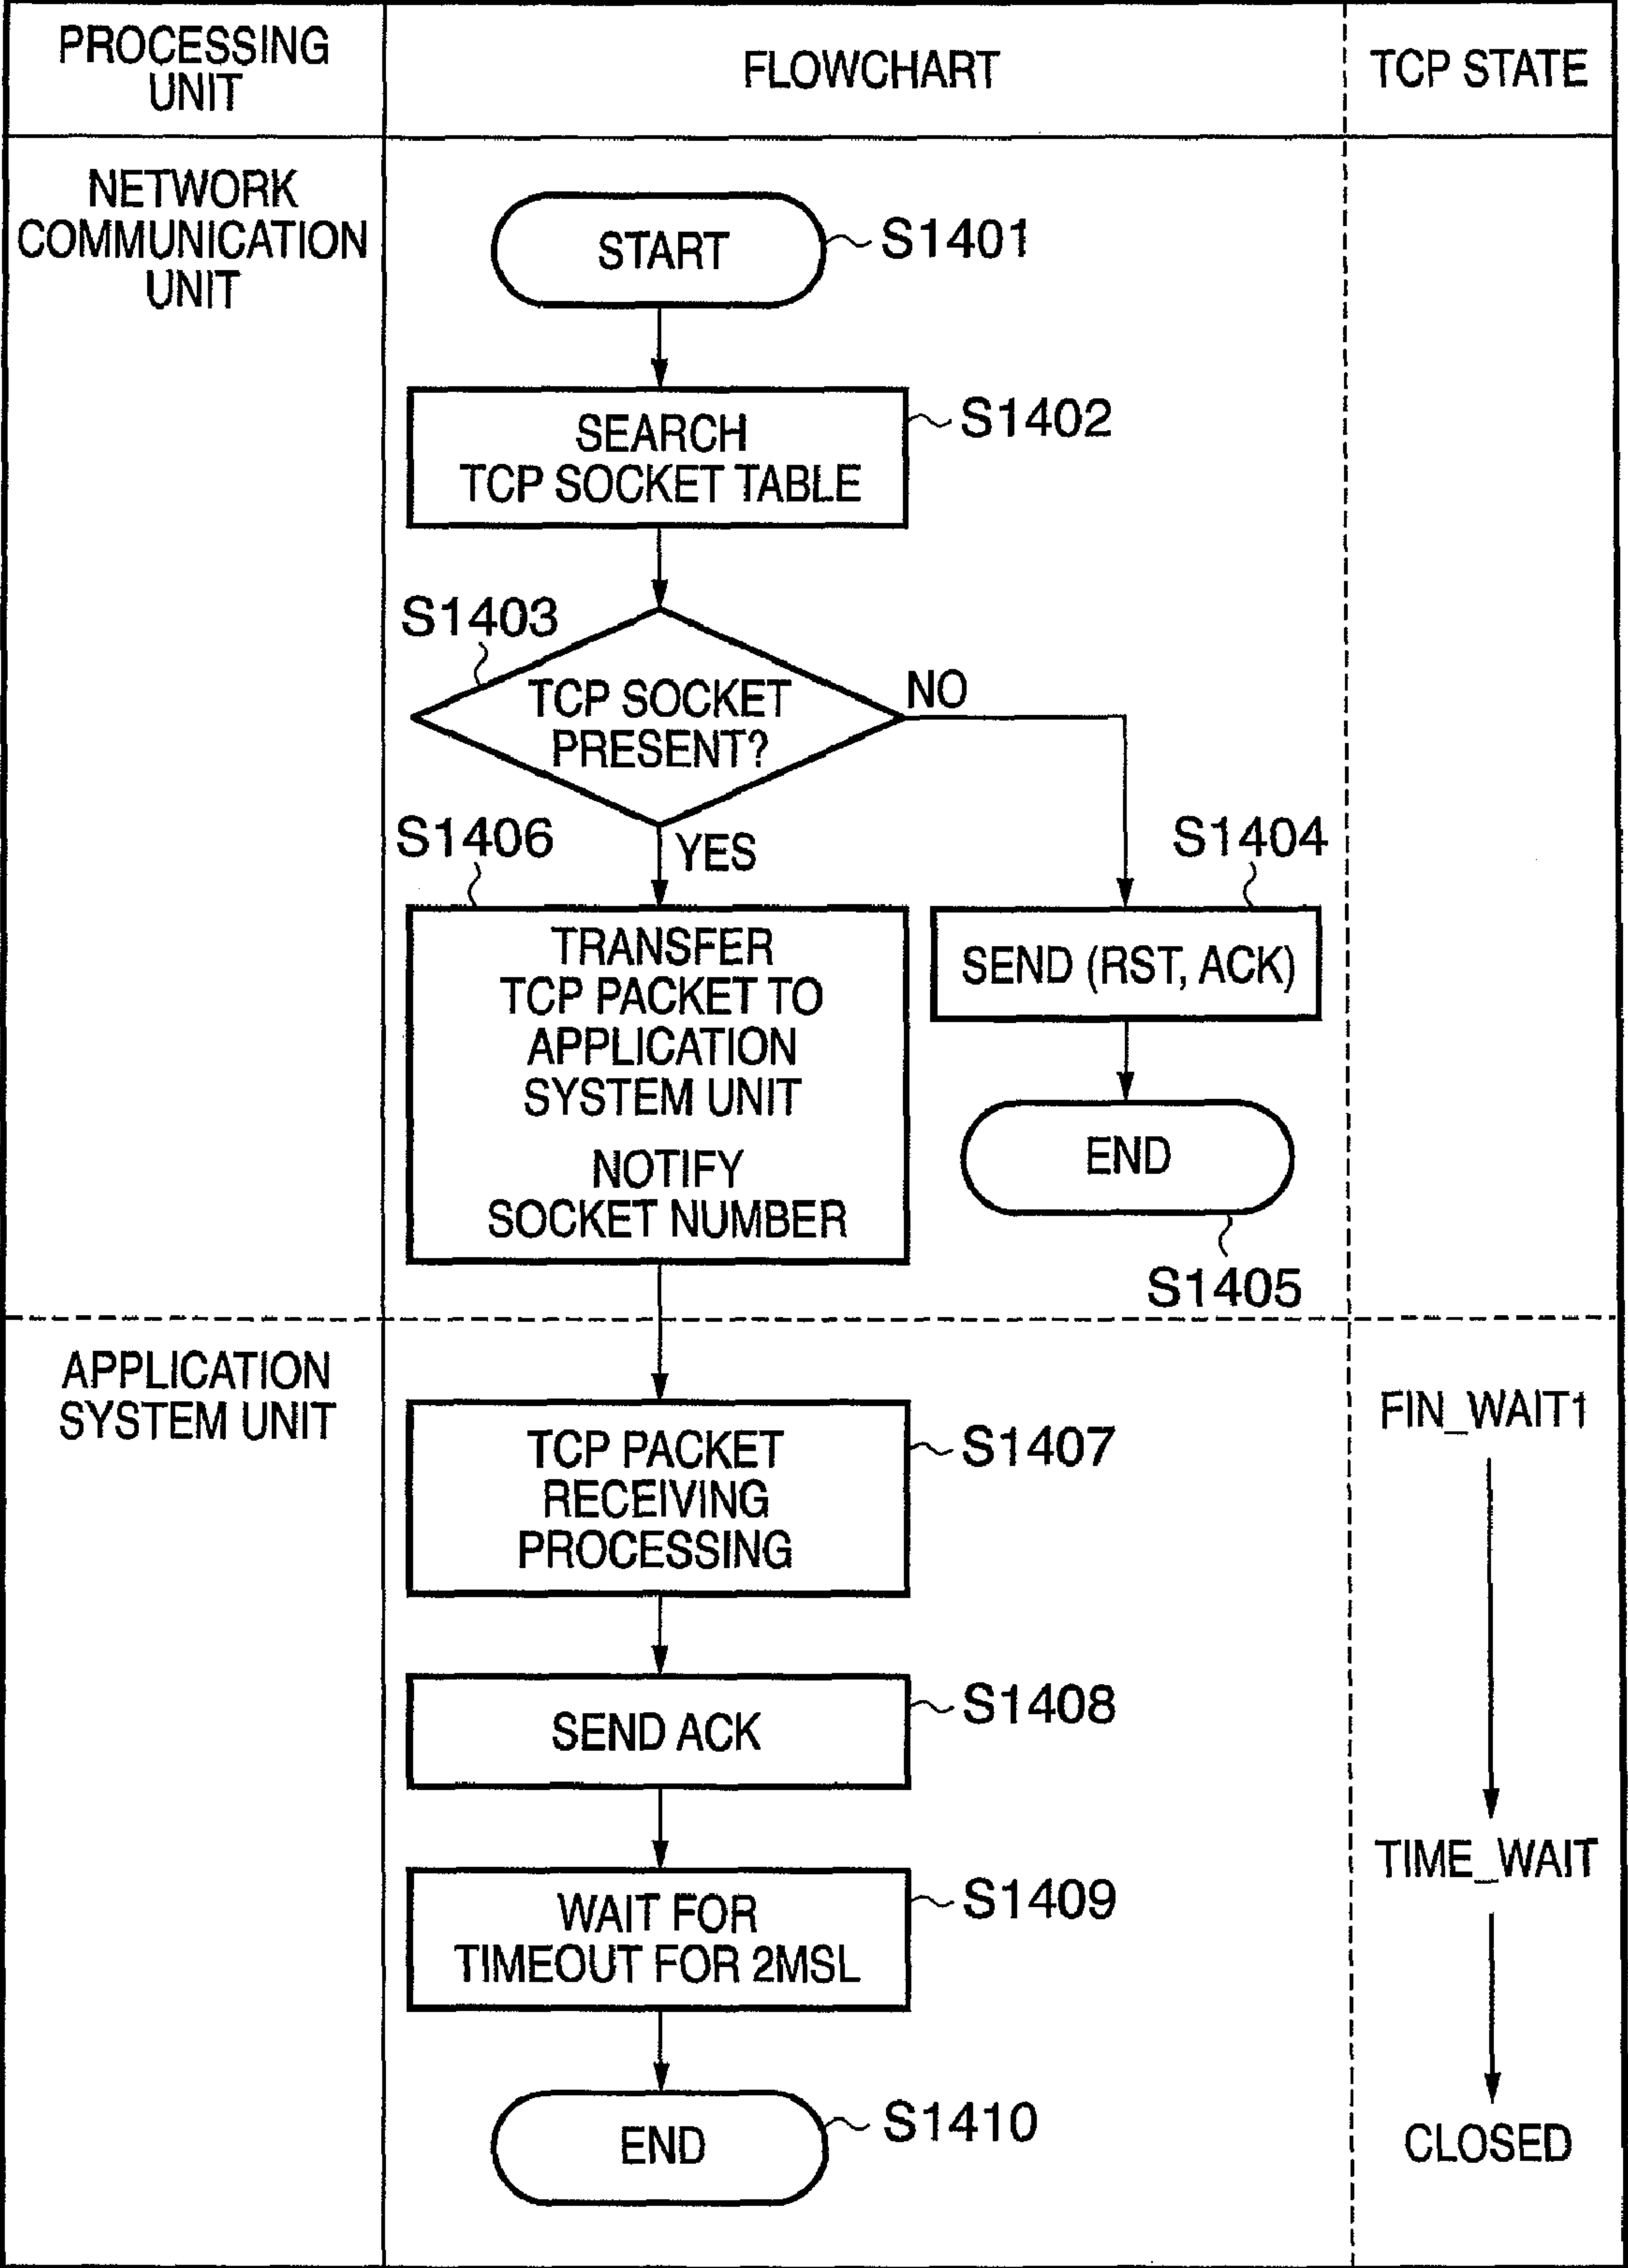 PROCESSING
UNIT
FLOWCHART
TCP STATE
NETWORK
COMMUNICATION
UNIT
START
S1401
SEARCH
TCP SOCKET TABLE
S1402
S1403
TCP SOCKET
PRESENT?
NO
YES
S1406
S1404
TRANSFER
TCP PACKET TO
APPLICATION
SYSTEM UNIT
NOTIFY
SOCKET NUMBER
SEND (RST, ACK)
END
S1405
APPLICATION
SYSTEM UNIT
TCP PACKET
RECEIVING
PROCESSING
S1407
FIN_WAIT1
SEND ACK
S1408
TIME_WAIT
WAIT FOR
TIMEOUT FOR 2MSL
S1409
END
S1410
CLOSED